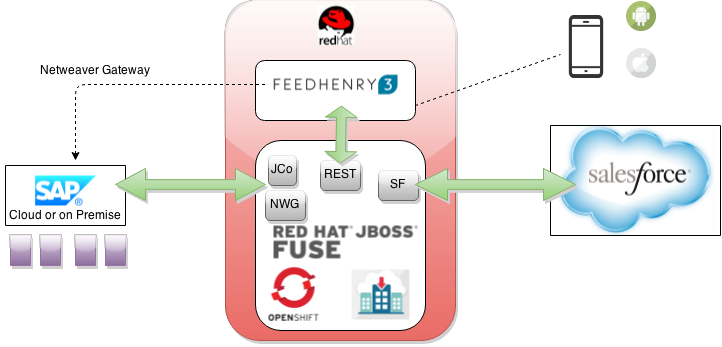 redhat
Netweaver Gateway
FEEDHENRY 3
JCo
REST
SF
NWG
SAP ®
Cloud or on Premise
salesforce
RED HAT® JBOSS®
FUSE
OPENSHIFT